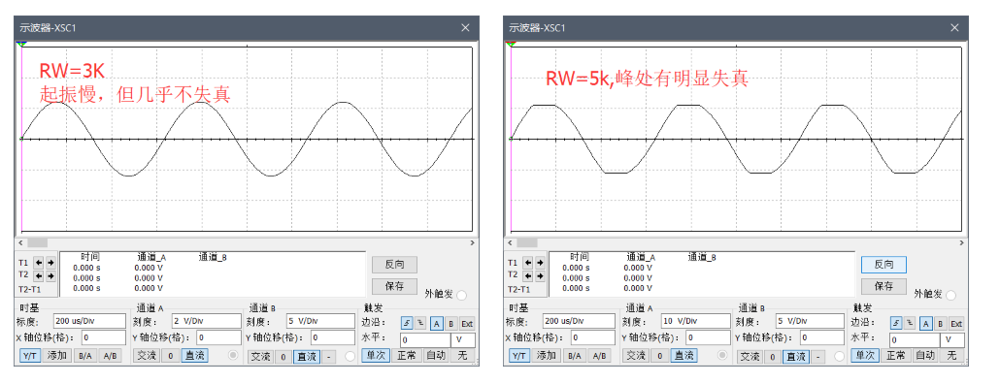 示波器-XSC1
RW=3K
起振慢，但几乎不失真
T1
T2
T2-T1
时间 通道_A 通道_B
0.000 s 0.000 V
0.000 s 0.000 V
0.000 s 0.000 V
反向
保存
外触发
时基
标度: 200 us/Div
X 轴位移(格): 0
Y/T 添加 B/A A/B
通道 A
刻度: 2 V/Div
Y 轴位移(格): 0
交流 0 直流
通道 B
刻度: 5 V/Div
Y 轴位移(格): 0
交流 0 直流 -
触发
边沿: A B Ext
水平: 0 V
单次 正常 自动 无
示波器-XSC1
RW=5k,峰处有明显失真
T1
T2
T2-T1
时间 通道_A 通道_B
0.000 s 0.000 V
0.000 s 0.000 V
0.000 s 0.000 V
反向
保存
外触发
时基
标度: 200 us/Div
X 轴位移(格): 0
Y/T 添加 B/A A/B
通道 A
刻度: 10 V/Div
Y 轴位移(格): 0
交流 0 直流
通道 B
刻度: 5 V/Div
Y 轴位移(格): 0
交流 0 直流 -
触发
边沿: A B Ext
水平: 0 V
单次 正常 自动 无